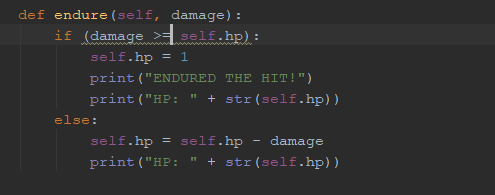 def endure(self, damage):
    if (damage >= self.hp):
        self.hp = 1
        print("ENDURED THE HIT!")
        print("HP: " + str(self.hp))
    else:
        self.hp = self.hp - damage
        print("HP: " + str(self.hp))